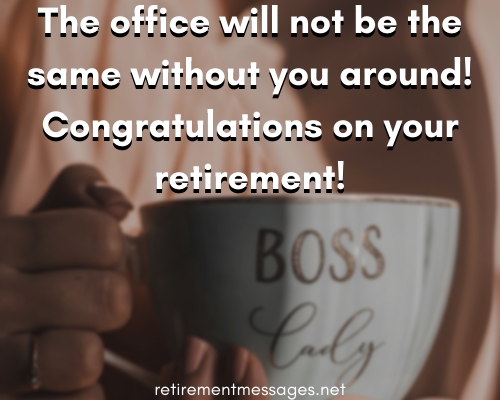 The office will not be the
same without you around!
Congratulations on your
retirement!
BOSS
Lady
retirementmessages.net